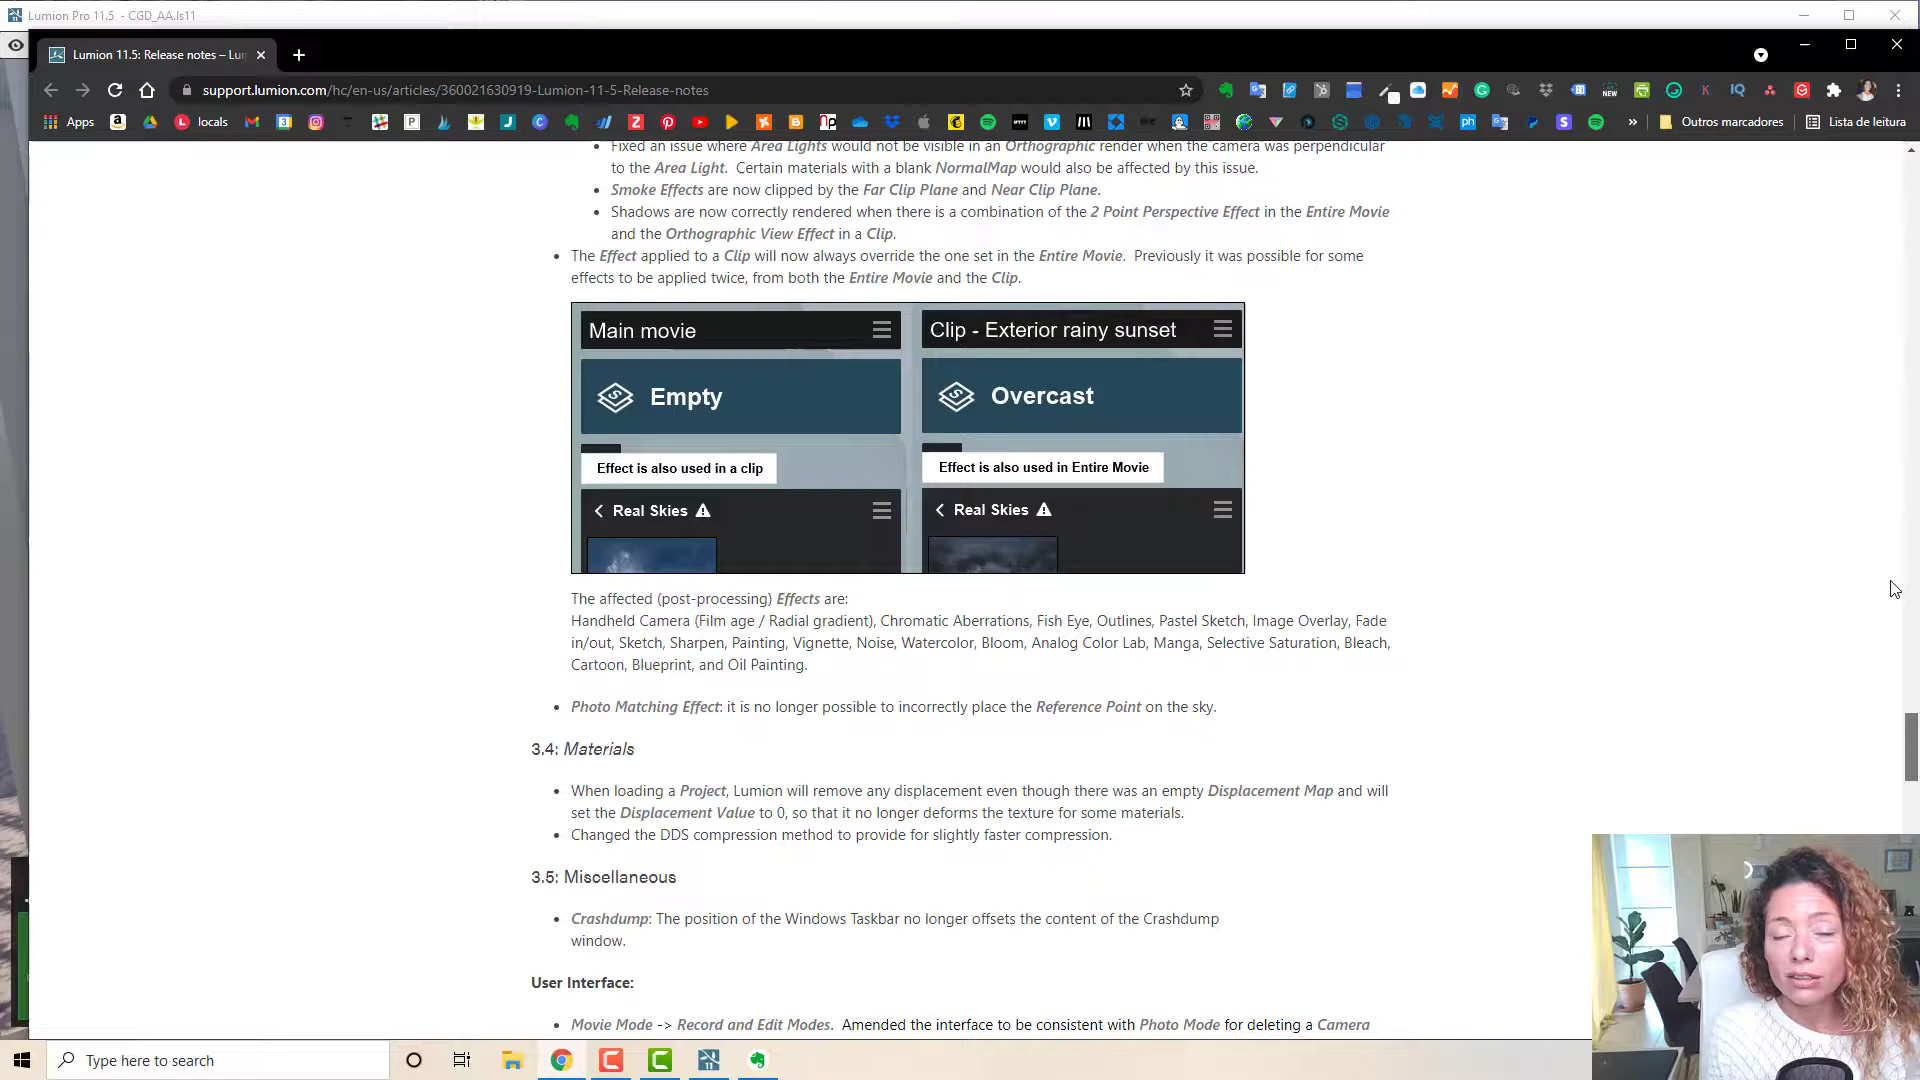 Lumion Pro 11.5 - CGD_AA.ls11
Lumion 11.5: Release notes – Lu
support.lumion.com/hc/en-us/articles/360021630919-Lumion-11-5-Release-notes
Apps
locals
Outros marcadores
Lista de leitura
Fixed an issue where Area Lights would not be visible in an Orthographic render when the camera was perpendicular
to the Area Light. Certain materials with a blank NormalMap would also be affected by this issue.
Smoke Effects are now clipped by the Far Clip Plane and Near Clip Plane.
Shadows are now correctly rendered when there is a combination of the 2 Point Perspective Effect in the Entire Movie
and the Orthographic View Effect in a Clip.
The Effect applied to a Clip will now always override the one set in the Entire Movie. Previously it was possible for some
effects to be applied twice, from both the Entire Movie and the Clip.
Main movie
Clip - Exterior rainy sunset
Empty
Overcast
Effect is also used in a clip
Effect is also used in Entire Movie
Real Skies
Real Skies
The affected (post-processing) Effects are:
Handheld Camera (Film age / Radial gradient), Chromatic Aberrations, Fish Eye, Outlines, Pastel Sketch, Image Overlay, Fade
in/out, Sketch, Sharpen, Painting, Vignette, Noise, Watercolor, Bloom, Analog Color Lab, Manga, Selective Saturation, Bleach,
Cartoon, Blueprint, and Oil Painting.
Photo Matching Effect: it is no longer possible to incorrectly place the Reference Point on the sky.
3.4: Materials
When loading a Project, Lumion will remove any displacement even though there was an empty Displacement Map and will
set the Displacement Value to 0, so that it no longer deforms the texture for some materials.
Changed the DDS compression method to provide for slightly faster compression.
3.5: Miscellaneous
Crashdump: The position of the Windows Taskbar no longer offsets the content of the Crashdump
window.
User Interface:
Movie Mode -> Record and Edit Modes. Amended the interface to be consistent with Photo Mode for deleting a Camera
Type here to search